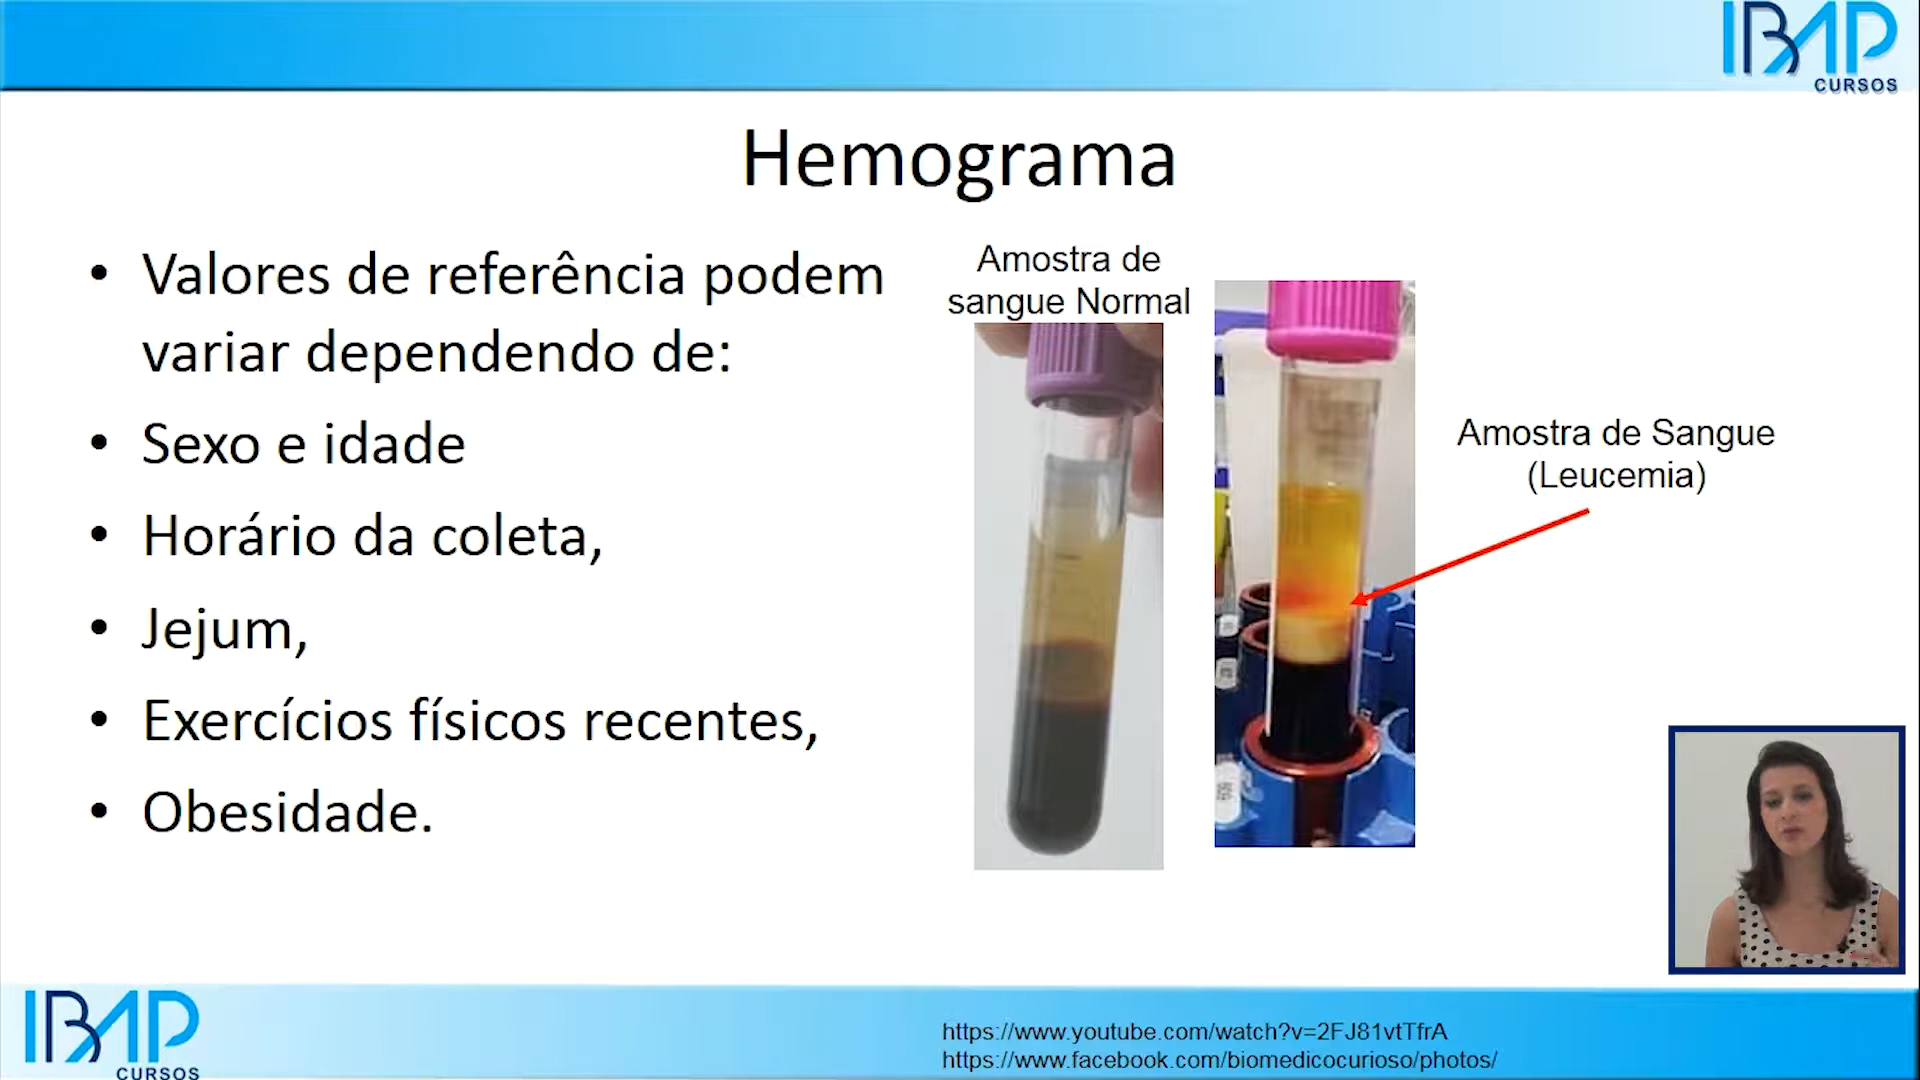 IBAP
CURSOS
Hemograma
• Valores de referência podem
variar dependendo de:
• Sexo e idade
• Horário da coleta,
• Jejum,
• Exercícios físicos recentes,
• Obesidade.
Amostra de
sangue Normal
Amostra de Sangue
(Leucemia)
IBAP
CURSOS
https://www.youtube.com/watch?v=2FJ81vtTfrA
https://www.facebook.com/biomedicocurioso/photos/